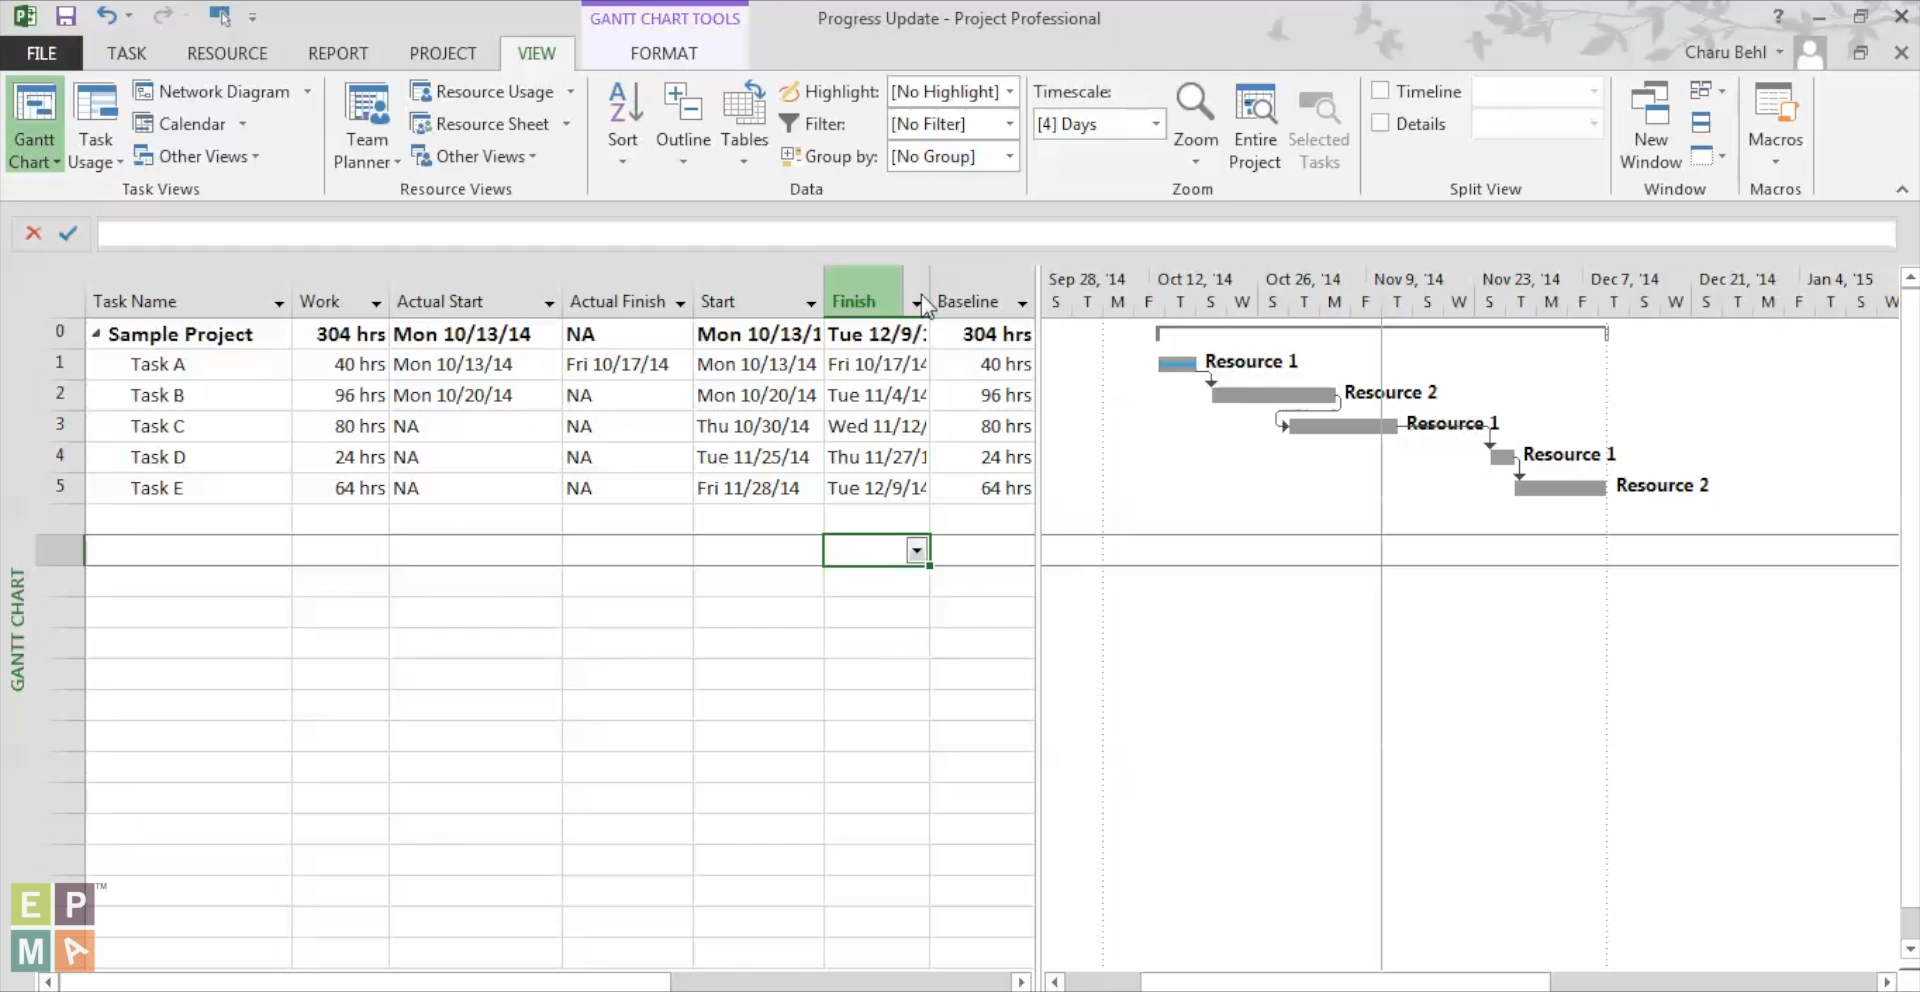 GANTT CHART TOOLS
Progress Update - Project Professional
?
FILE TASK RESOURCE REPORT PROJECT VIEW FORMAT
Charu Behl
Gantt Chart
Task Usage
Network Diagram
Calendar
Other Views
Task Views
Team Planner
Resource Usage
Resource Sheet
Other Views
Resource Views
Sort
Outline
Tables
Highlight: [No Highlight]
Filter: [No Filter]
Group by: [No Group]
Data
Timescale:
[4] Days
Zoom
Entire Project
Selected Tasks
Zoom
Timeline
Details
Split View
New Window
Window
Macros
Macros
Task Name Work Actual Start Actual Finish Start Finish Baseline
0 Sample Project 304 hrs Mon 10/13/14 NA Mon 10/13/1 Tue 12/9/ 304 hrs
1 Task A 40 hrs Mon 10/13/14 Fri 10/17/14 Mon 10/13/14 Fri 10/17/14 40 hrs
2 Task B 96 hrs Mon 10/20/14 NA Mon 10/20/14 Tue 11/4/14 96 hrs
3 Task C 80 hrs NA NA Thu 10/30/14 Wed 11/12/ 80 hrs
4 Task D 24 hrs NA NA Tue 11/25/14 Thu 11/27/1 24 hrs
5 Task E 64 hrs NA NA Fri 11/28/14 Tue 12/9/14 64 hrs
Sep 28, '14 Oct 12, '14 Oct 26, '14 Nov 9, '14 Nov 23, '14 Dec 7, '14 Dec 21, '14 Jan 4, '15
S T M F T S W S T M F T S W S T M F T S W S T M F T S W
Resource 1
Resource 2
Resource 1
Resource 1
Resource 2
GANTT CHART
E P ™
M A